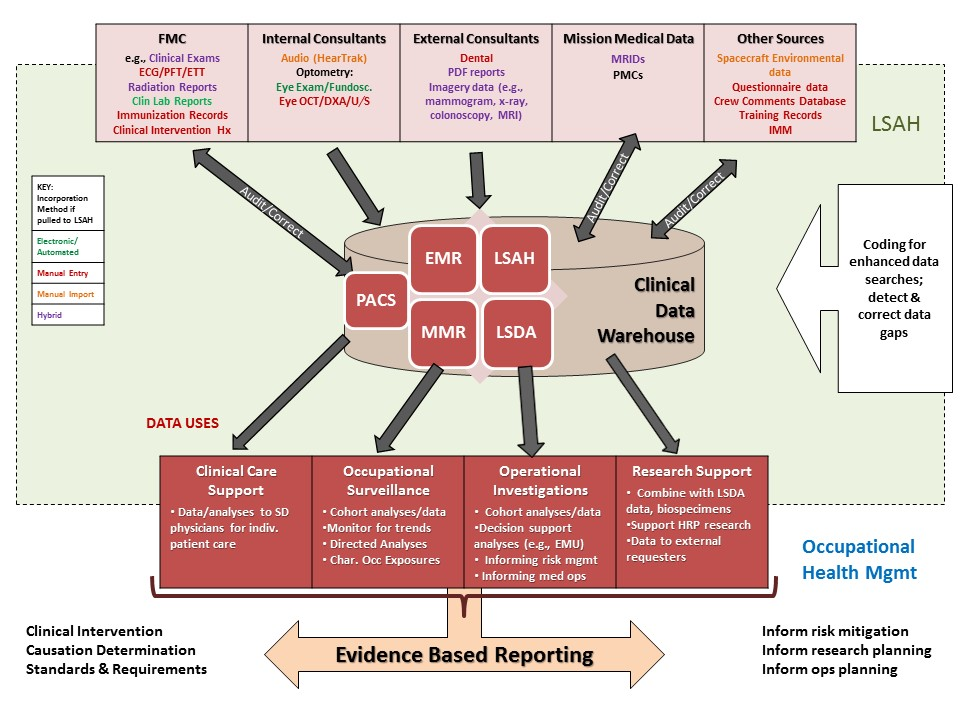 FMC
e.g., Clinical Exams
ECG/PFT/ETT
Radiation Reports
Clin Lab Reports
Immunization Records
Clinical Intervention Hx
Internal Consultants
Audio (HearTrak)
Optometry:
Eye Exam/Fundosc.
Eye OCT/DXA/U/S
External Consultants
Dental
PDF reports
Imagery data (e.g.,
mammogram, x-ray,
colonoscopy, MRI)
Mission Medical Data
MRIDs
PMCs
Other Sources
Spacecraft Environmental
data
Questionnaire data
Crew Comments Database
Training Records
IMM
LSAH
KEY:
Incorporation
Method if
pulled to LSAH
Electronic/
Automated
Manual Entry
Manual Import
Hybrid
Audit/Correct
Audit/Correct
Audit/Correct
EMR
LSAH
PACS
MMR
LSDA
Clinical
Data
Warehouse
Coding for
enhanced data
searches;
detect &
correct data
gaps
DATA USES
Clinical Care
Support
• Data/analyses to SD
physicians for indiv.
patient care
Occupational
Surveillance
• Cohort analyses/data
•Monitor for trends
• Directed Analyses
• Char. Occ Exposures
Operational
Investigations
• Cohort analyses/data
•Decision support
analyses (e.g., EMU)
• Informing risk mgmt
• Informing med ops
Research Support
• Combine with LSDA
data, biospecimens
•Support HRP research
•Data to external
requesters
Occupational
Health Mgmt
Clinical Intervention
Causation Determination
Standards & Requirements
Evidence Based Reporting
Inform risk mitigation
Inform research planning
Inform ops planning